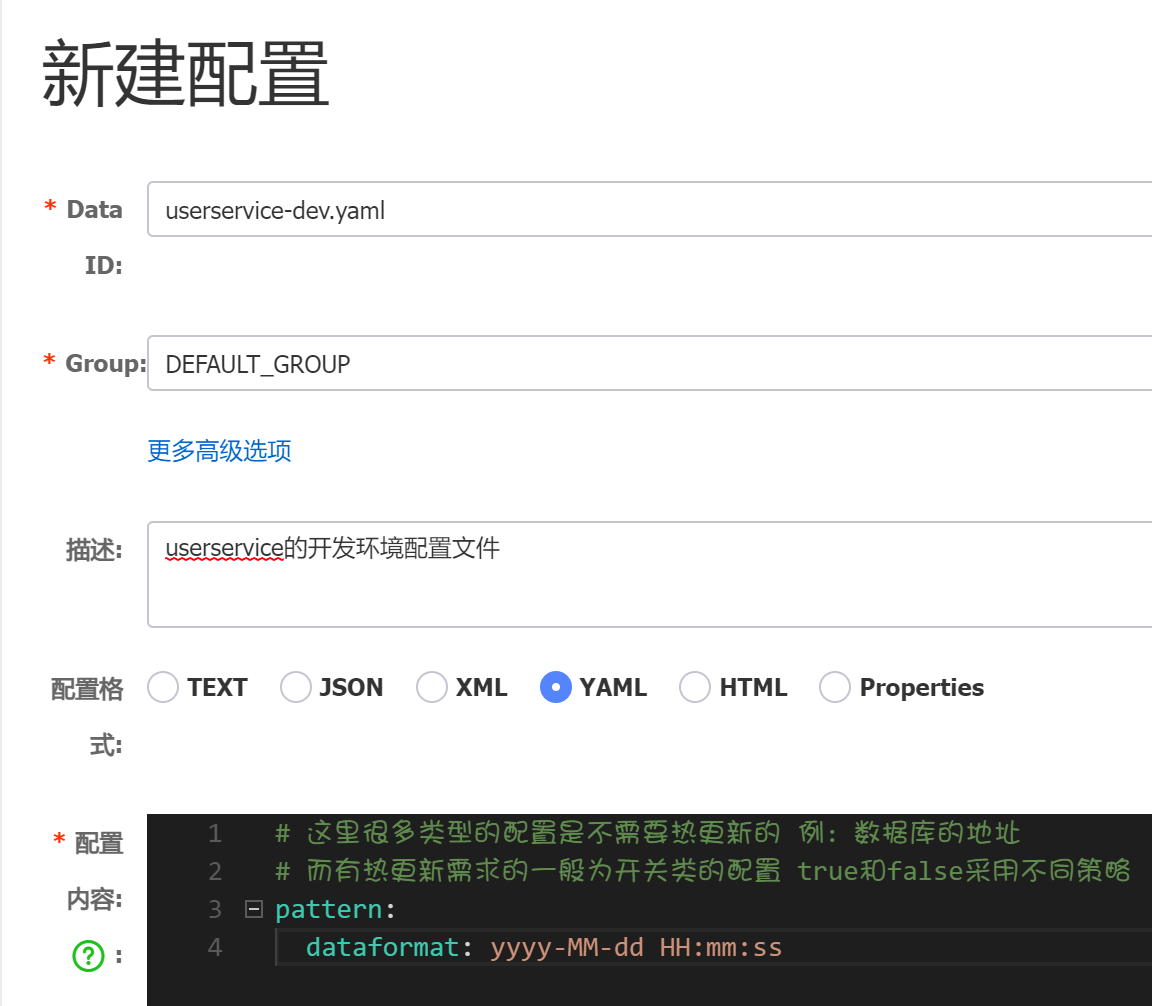 新建配置
* Data ID:
userservice-dev.yaml
* Group:
DEFAULT_GROUP
更多高级选项
描述:
userservice的开发环境配置文件
配置格式:
TEXT JSON XML YAML HTML Properties
* 配置内容:
? :
1 # 这里很多类型的配置是不需要热更新的 例: 数据库的地址
2 # 而有热更新需求的一般为开关类的配置 true和false采用不同策略
3 pattern:
4 dataformat: yyyy-MM-dd HH:mm:ss